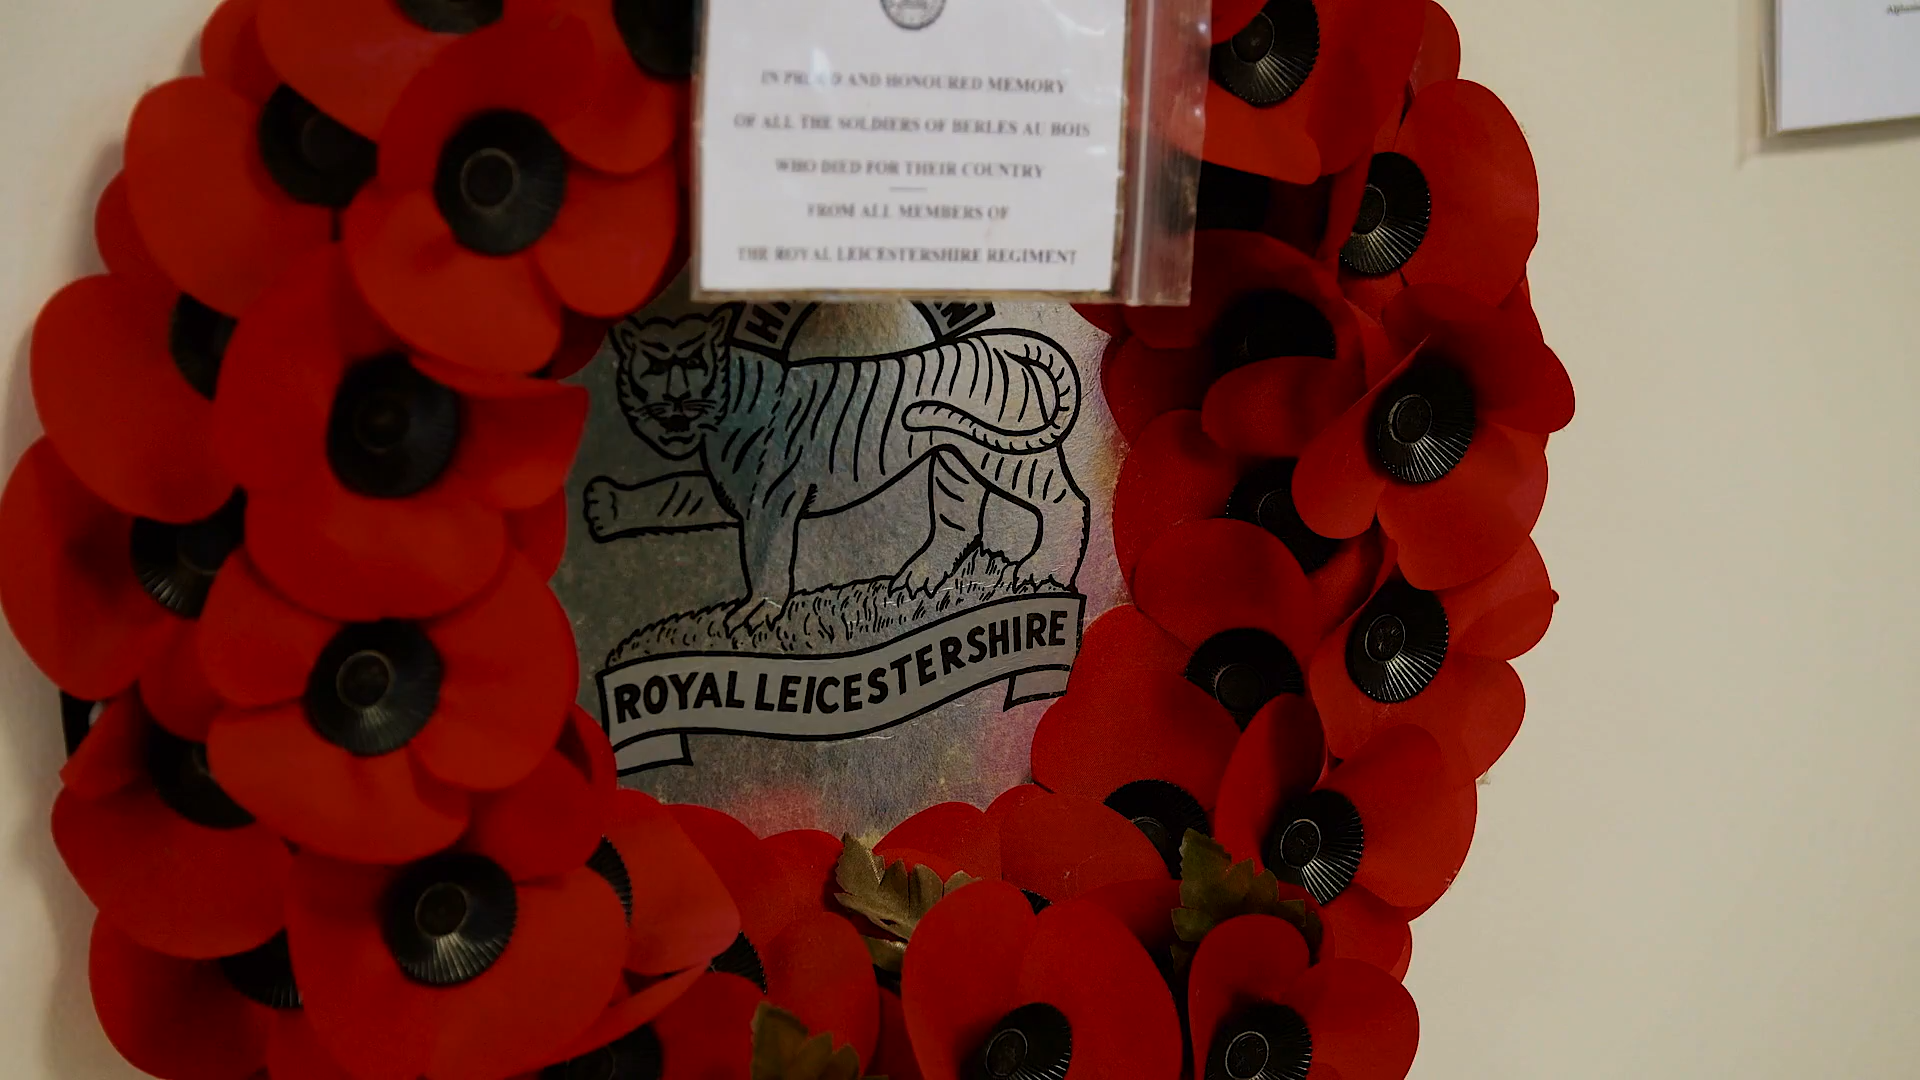 IN PROUD AND HONOURED MEMORY
OF ALL THE SOLDIERS OF BERLES AU BOIS
WHO DIED FOR THEIR COUNTRY
FROM ALL MEMBERS OF
THE ROYAL LEICESTERSHIRE REGIMENT
ROYAL LEICESTERSHIRE